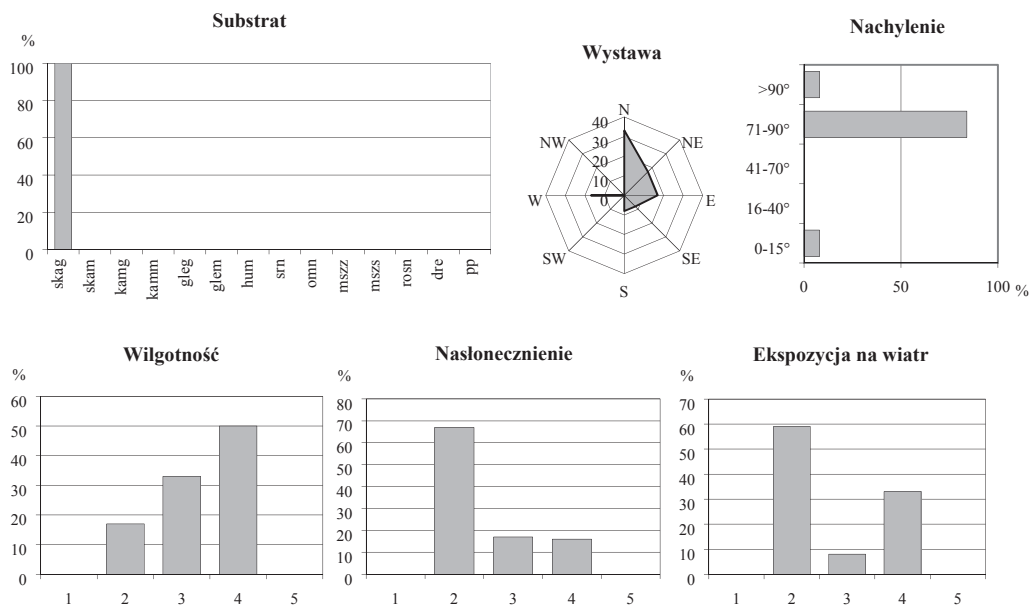 Substrat
%
100
80
60
40
20
0
skag
skam
kamg
kamm
gleg
glem
hum
srn
omn
mszz
mszs
rosn
dre
pp
Wystawa
N
NE
E
SE
S
SW
W
NW
40
30
20
10
0
Nachylenie
>90°
71-90°
41-70°
16-40°
0-15°
0 50 100 %
Wilgotność
%
60
50
40
30
20
10
0
1 2 3 4 5
Nasłonecznienie
%
80
70
60
50
40
30
20
10
0
1 2 3 4 5
Ekspozycja na wiatr
%
70
60
50
40
30
20
10
0
1 2 3 4 5